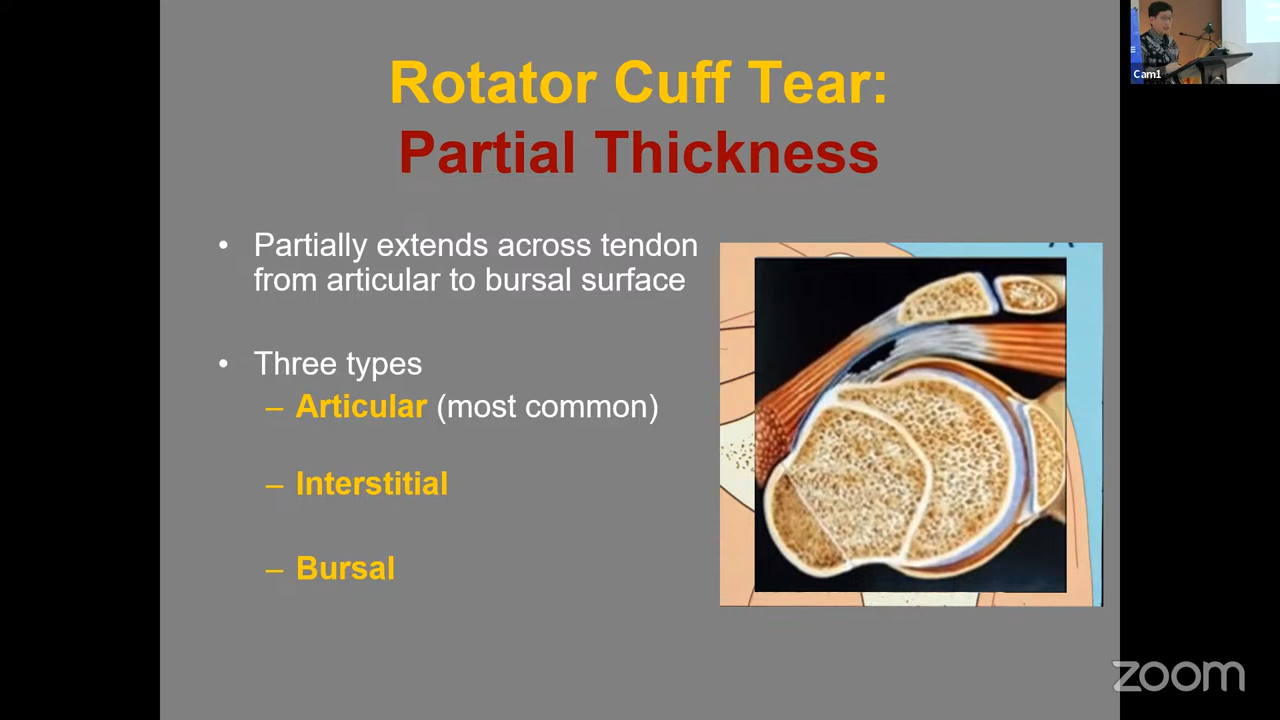 Rotator Cuff Tear:
Partial Thickness
• Partially extends across tendon
from articular to bursal surface
• Three types
– Articular (most common)
– Interstitial
– Bursal
Cam1
zoom